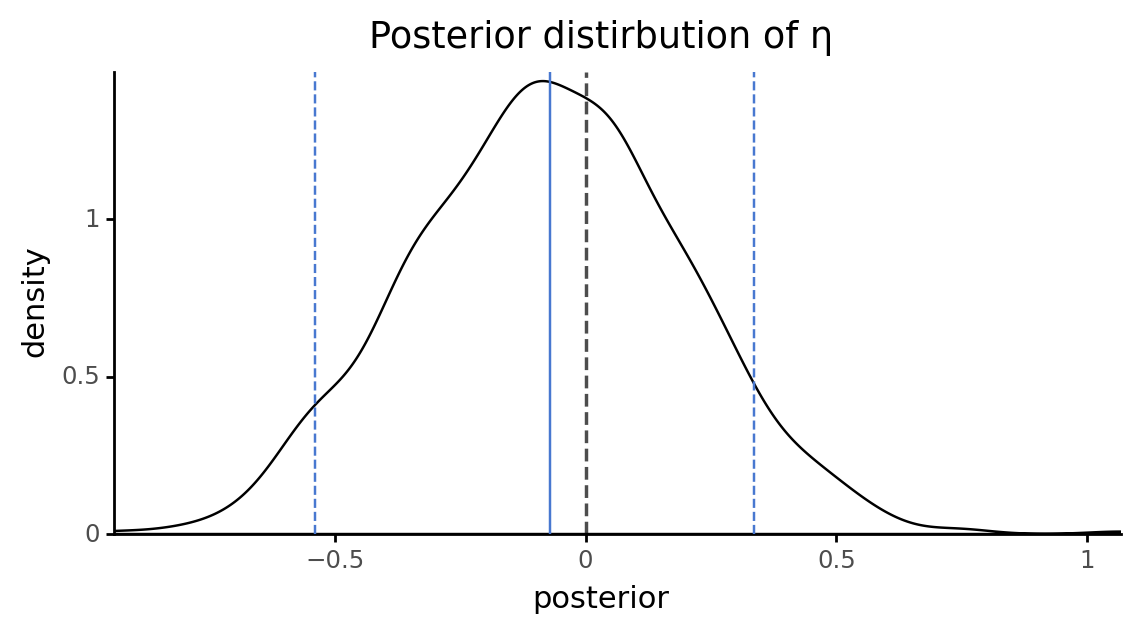 Posterior distirbution of η
density
1
0.5
0
−0.5
0
0.5
1
posterior